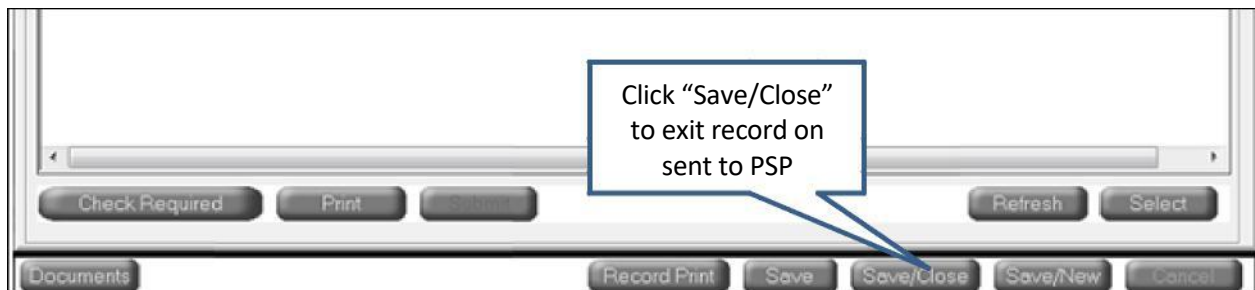 Click “Save/Close”
to exit record on
sent to PSP
Check Required Print Submit Refresh Select
Documents Record Print Save Save/Close Save/New Cancel